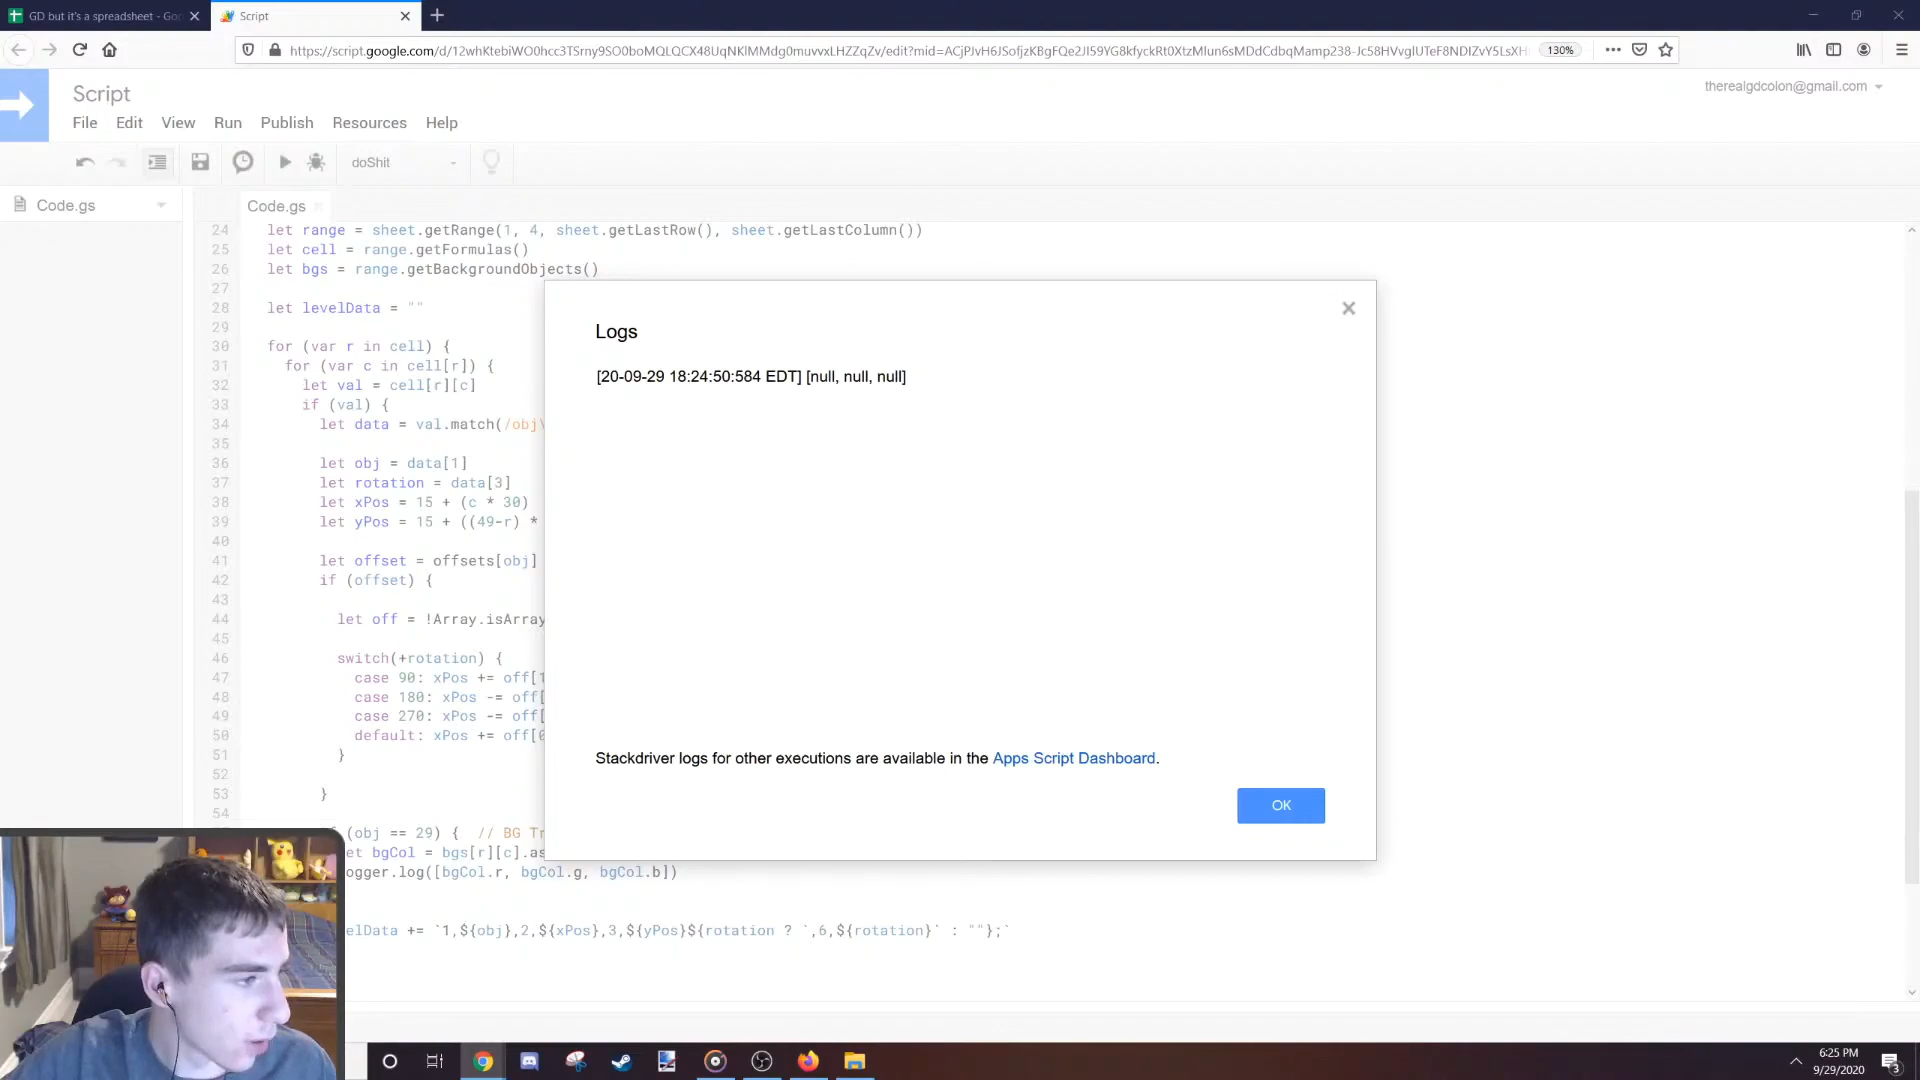 GD but it's a spreadsheet - Goo
Script
https://script.google.com/d/12whKtebiWO0hcc3TSrny9SO0boMQLQCX48UqNKlMMdg0muvvxLHZZqZv/edit?mid=
130%
Script
therealgdcolon@gmail.com
File Edit View Run Publish Resources Help
doShit
Code.gs
Code.gs
24 let range = sheet.getRange(1, 4, sheet.getLastRow(), sheet.getLastColumn())
25 let cell = range.getFormulas()
26 let bgs = range.getBackgroundObjects()
27
28 let levelData = ""
29
30 for (var r in cell) {
31 for (var c in cell[r]) {
32 let val = cell[r][c]
33 if (val) {
34 let data = val.match(/obj\
35
36 let obj = data[1]
37 let rotation = data[3]
38 let xPos = 15 + (c * 30)
39 let yPos = 15 + ((49-r) *
40
41 let offset = offsets[obj]
42 if (offset) {
43
44 let off = !Array.isArray
45
46 switch(+rotation) {
47 case 90: xPos += off[1
48 case 180: xPos -= off[
49 case 270: xPos -= off[
50 default: xPos += off[0
51 }
52
53 }
54
(obj == 29) { // BG Tr
et bgCol = bgs[r][c].as
ogger.log([bgCol.r, bgCol.g, bgCol.b])
elData += `1,${obj},2,${xPos},3,${yPos}${rotation ? `,6,${rotation}` : ""};`
Logs
[20-09-29 18:24:50:584 EDT] [null, null, null]
Stackdriver logs for other executions are available in the Apps Script Dashboard.
OK
6:25 PM
9/29/2020
3